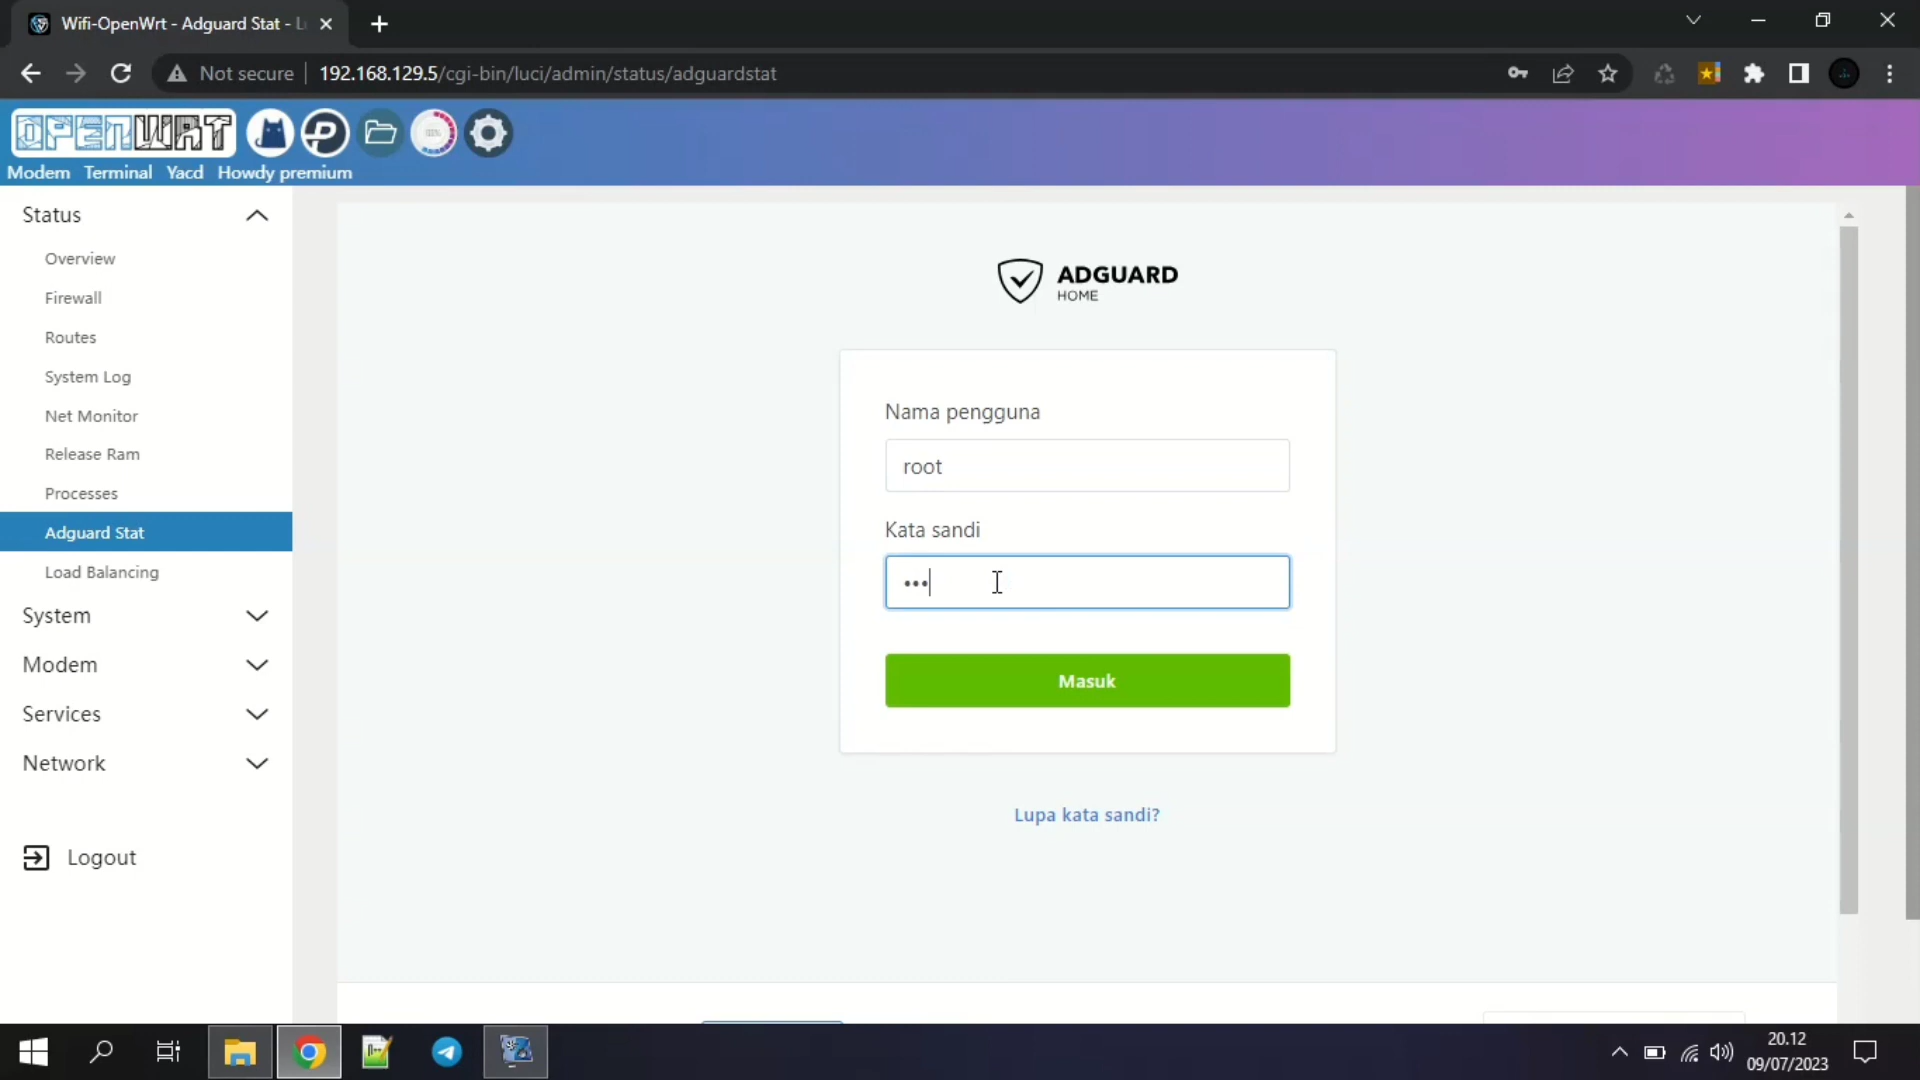 Wifi-OpenWrt - Adguard Stat - L
Not secure
192.168.129.5/cgi-bin/luci/admin/status/adguardstat
OPENWRT
Modem Terminal Yacd Howdy premium
Status
Overview
Firewall
Routes
System Log
Net Monitor
Release Ram
Processes
Adguard Stat
Load Balancing
System
Modem
Services
Network
Logout
ADGUARD
HOME
Nama pengguna
root
Kata sandi
•••
Masuk
Lupa kata sandi?
20.12
09/07/2023